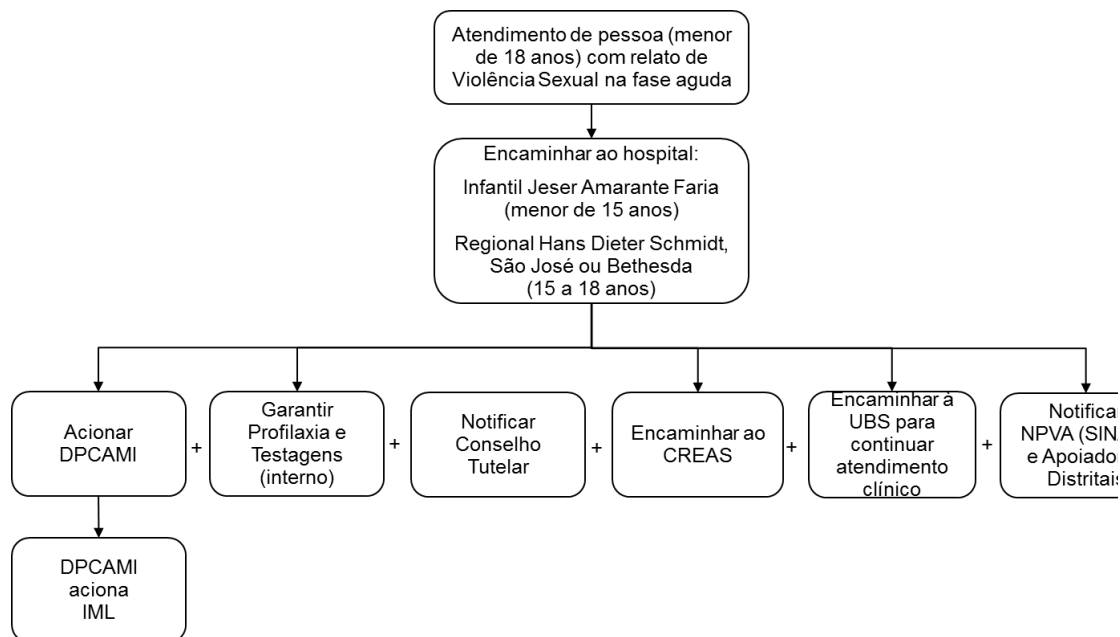 Atendimento de pessoa (menor
de 18 anos) com relato de
Violência Sexual na fase aguda
Encaminhar ao hospital:
Infantil Jeser Amarante Faria
(menor de 15 anos)
Regional Hans Dieter Schmidt,
São José ou Bethesda
(15 a 18 anos)
Acionar
DPCAMI
+
Garantir
Profilaxia e
Testagens
(interno)
+
Notificar
Conselho
Tutelar
+
Encaminhar ao
CREAS
+
Encaminhar à
UBS para
continuar
atendimento
clínico
+
Notificar
NPVA
e
Distritais
DPCAMI
aciona
IML